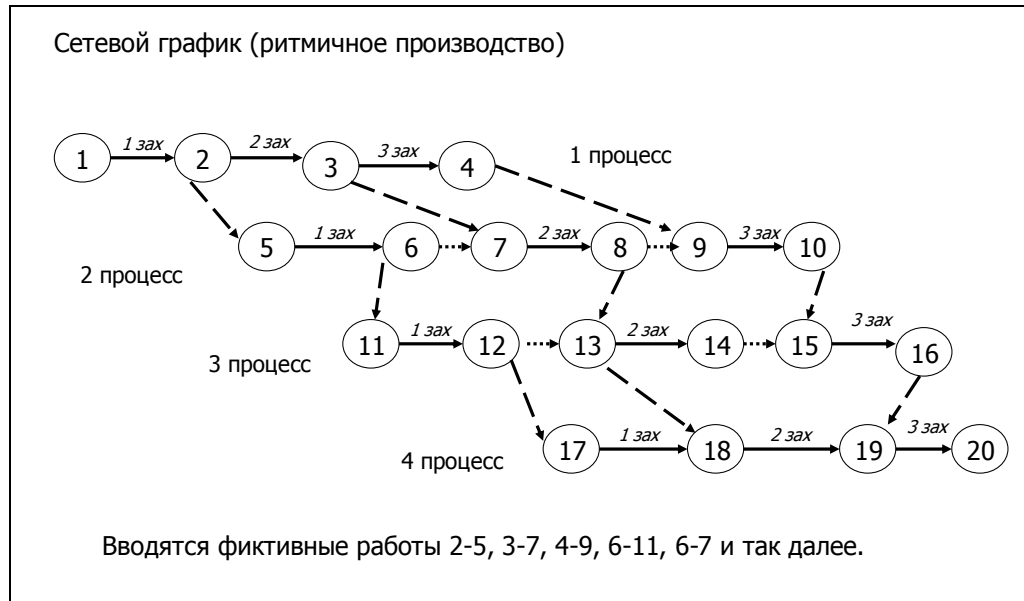 Сетевой график (ритмичное производство)
1 зах 2 зах 3 зах
1 2 3 4 1 процесс
1 зах 2 зах 3 зах
5 6 7 8 9 10
2 процесс
1 зах 2 зах 3 зах
11 12 13 14 15 16
3 процесс
1 зах 2 зах 3 зах
17 18 19 20
4 процесс
Вводятся фиктивные работы 2-5, 3-7, 4-9, 6-11, 6-7 и так далее.